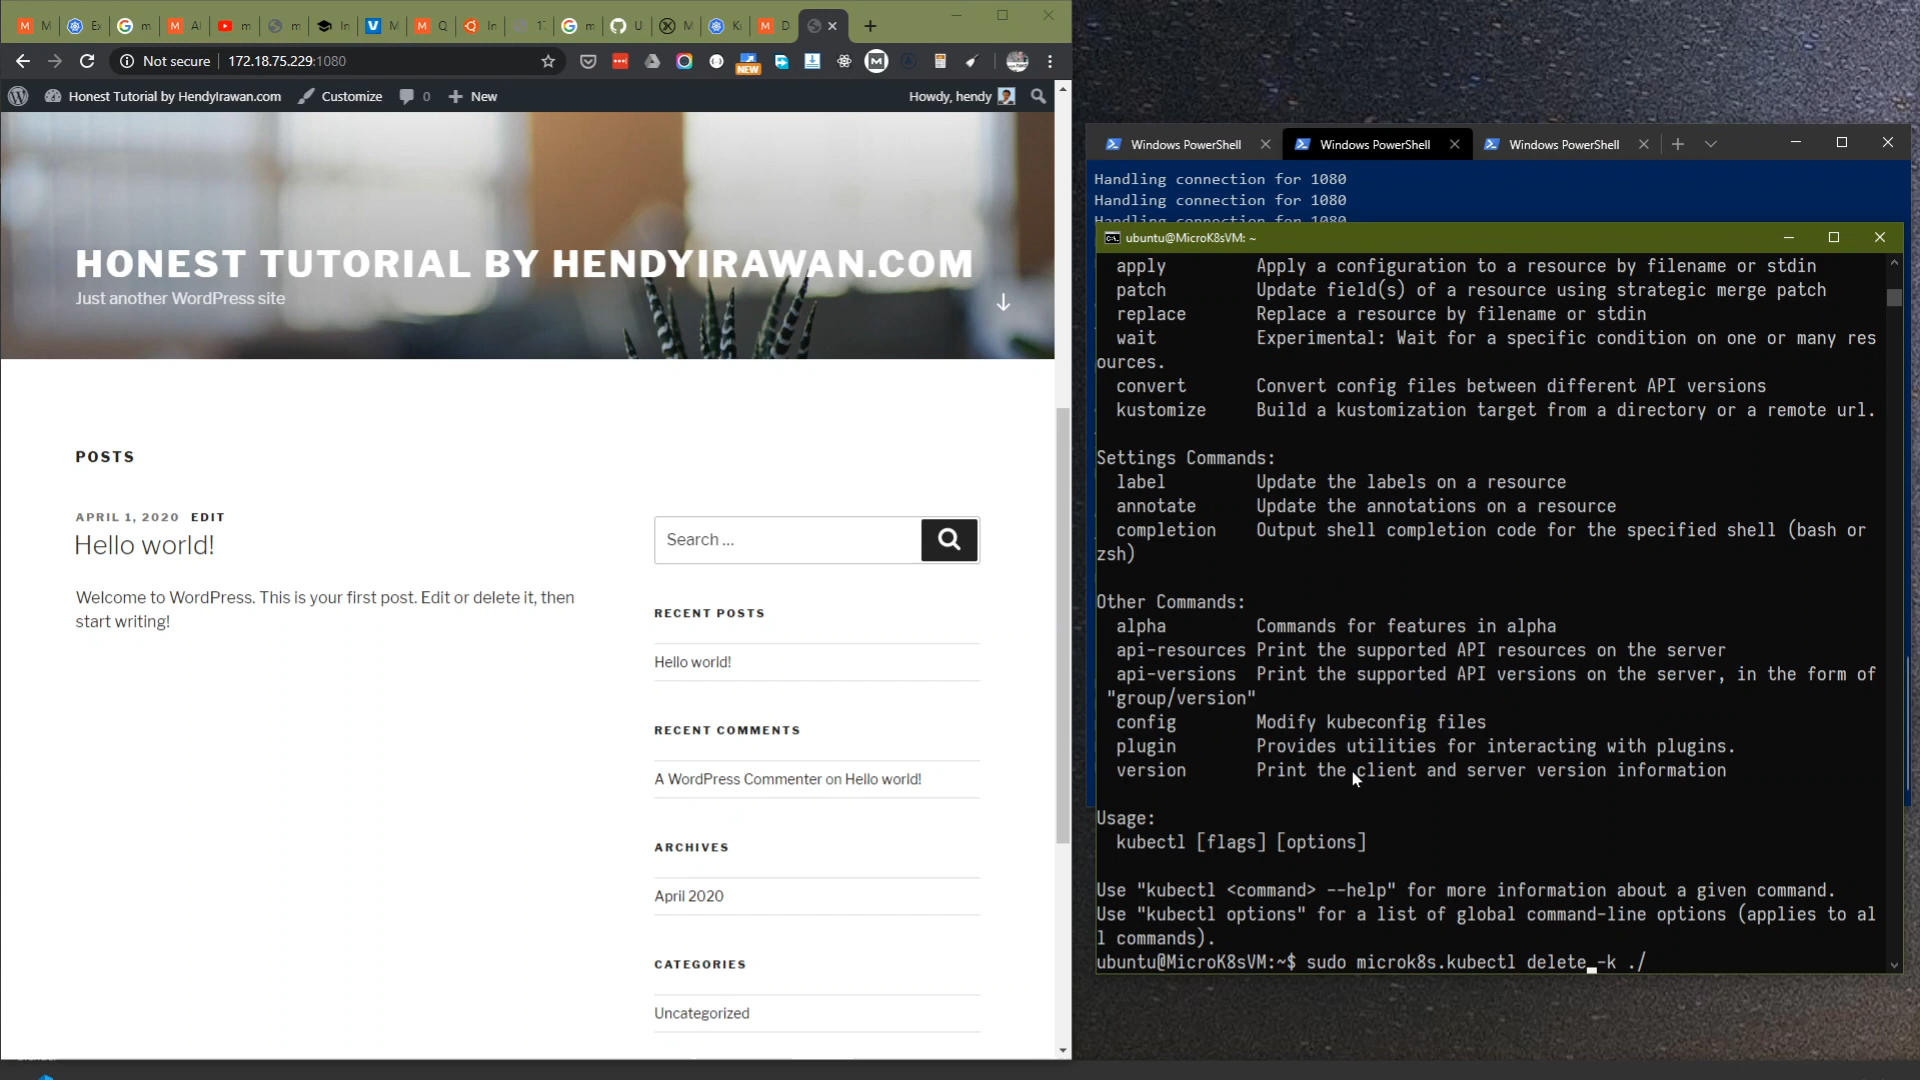 M
Ex
m
Al
m
m
In
M
Q
In
m
U
M
Ku
D
Not secure
172.18.75.229:1080
NEW
Honest Tutorial by HendyIrawan.com
Customize
0
New
Howdy, hendy
HONEST TUTORIAL BY HENDYIRAWAN.COM
Just another WordPress site
POSTS
APRIL 1, 2020 EDIT
Hello world!
Welcome to WordPress. This is your first post. Edit or delete it, then
start writing!
Search …
RECENT POSTS
Hello world!
RECENT COMMENTS
A WordPress Commenter on Hello world!
ARCHIVES
April 2020
CATEGORIES
Uncategorized
Windows PowerShell
Windows PowerShell
Windows PowerShell
Handling connection for 1080
Handling connection for 1080
Handling connection for 1080
ubuntu@MicroK8sVM: ~
apply Apply a configuration to a resource by filename or stdin
patch Update field(s) of a resource using strategic merge patch
replace Replace a resource by filename or stdin
wait Experimental: Wait for a specific condition on one or many res
ources.
convert Convert config files between different API versions
kustomize Build a kustomization target from a directory or a remote url.
Settings Commands:
label Update the labels on a resource
annotate Update the annotations on a resource
completion Output shell completion code for the specified shell (bash or
zsh)
Other Commands:
alpha Commands for features in alpha
api-resources Print the supported API resources on the server
api-versions Print the supported API versions on the server, in the form of
"group/version"
config Modify kubeconfig files
plugin Provides utilities for interacting with plugins.
version Print the client and server version information
Usage:
kubectl [flags] [options]
Use "kubectl <command> --help" for more information about a given command.
Use "kubectl options" for a list of global command-line options (applies to al
l commands).
ubuntu@MicroK8sVM:~$ sudo microk8s.kubectl delete -k ./